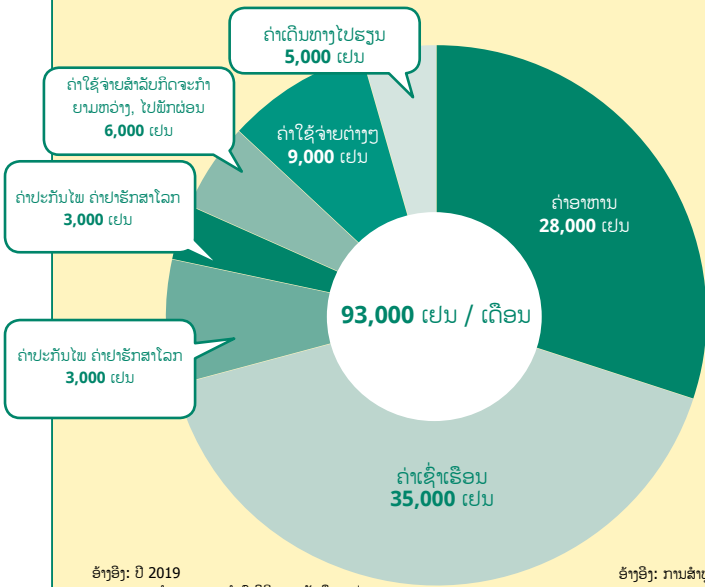 ຄ່າເດີນທາງໄປຮຽນ
5,000 ເຢນ
ຄ່າໃຊ້ຈ່າຍສຳລັບກິດຈະກຳ
ຍາມຫວ່າງ, ໄປພັກຜ່ອນ
6,000 ເຢນ
ຄ່າໃຊ້ຈ່າຍຕ່າງໆ
9,000 ເຢນ
ຄ່າປະກັນໄພ ຄ່າຢາຮັກສາໂລກ
3,000 ເຢນ
ຄ່າອາຫານ
28,000 ເຢນ
93,000 ເຢນ / ເດືອນ
ຄ່າປະກັນໄພ ຄ່າຢາຮັກສາໂລກ
3,000 ເຢນ
ຄ່າເຊົ່າເຮືອນ
35,000 ເຢນ
ອ້າງອີງ: ປີ 2019
ອ້າງອີງ: